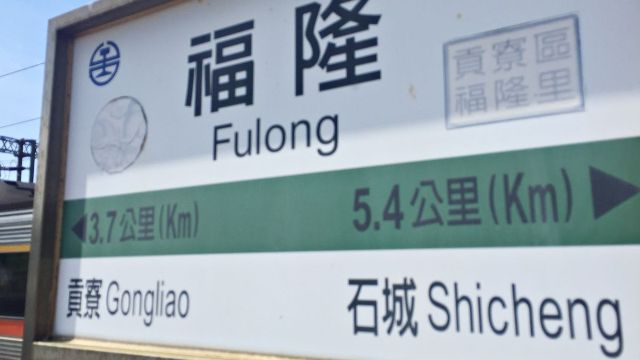 福隆
Fulong
貢寮區
福隆里
3.7公里(Km)
5.4公里(Km)
貢寮 Gongliao
石城 Shicheng